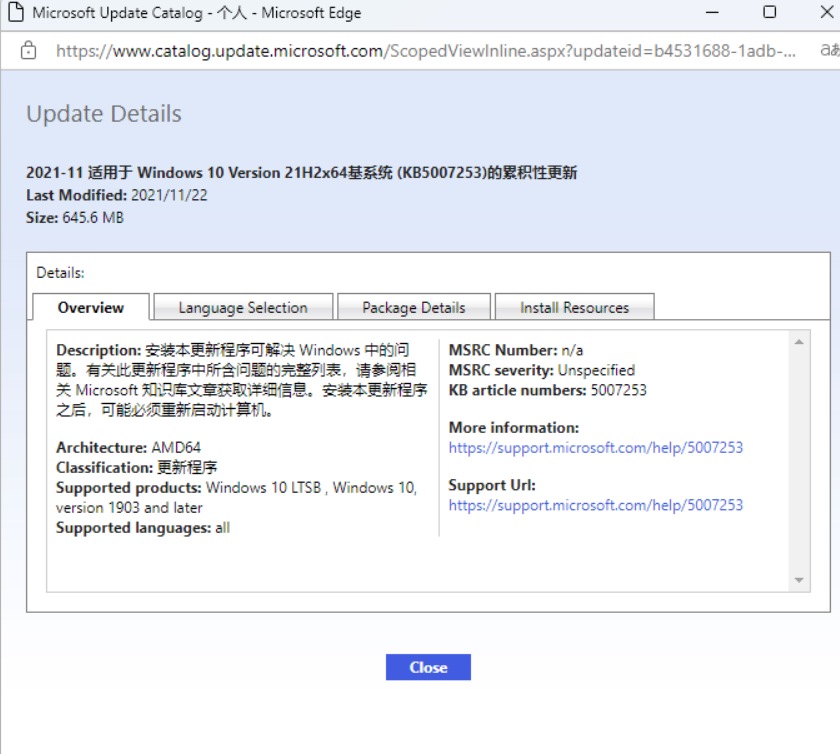 Microsoft Update Catalog - 个人 - Microsoft Edge
https://www.catalog.update.microsoft.com/ScopedViewInline.aspx?updateid=b4531688-1adb-...
Update Details
2021-11 适用于 Windows 10 Version 21H2x64基系统 (KB5007253)的累积性更新
Last Modified: 2021/11/22
Size: 645.6 MB
Details:
Overview
Language Selection
Package Details
Install Resources
Description: 安装本更新程序可解决 Windows 中的问
题。有关此更新程序中所含问题的完整列表，请参阅相
关 Microsoft 知识库文章获取详细信息。安装本更新程序
之后，可能必须重新启动计算机。
Architecture: AMD64
Classification: 更新程序
Supported products: Windows 10 LTSB , Windows 10,
version 1903 and later
Supported languages: all
MSRC Number: n/a
MSRC severity: Unspecified
KB article numbers: 5007253
More information:
https://support.microsoft.com/help/5007253
Support Url:
https://support.microsoft.com/help/5007253
Close